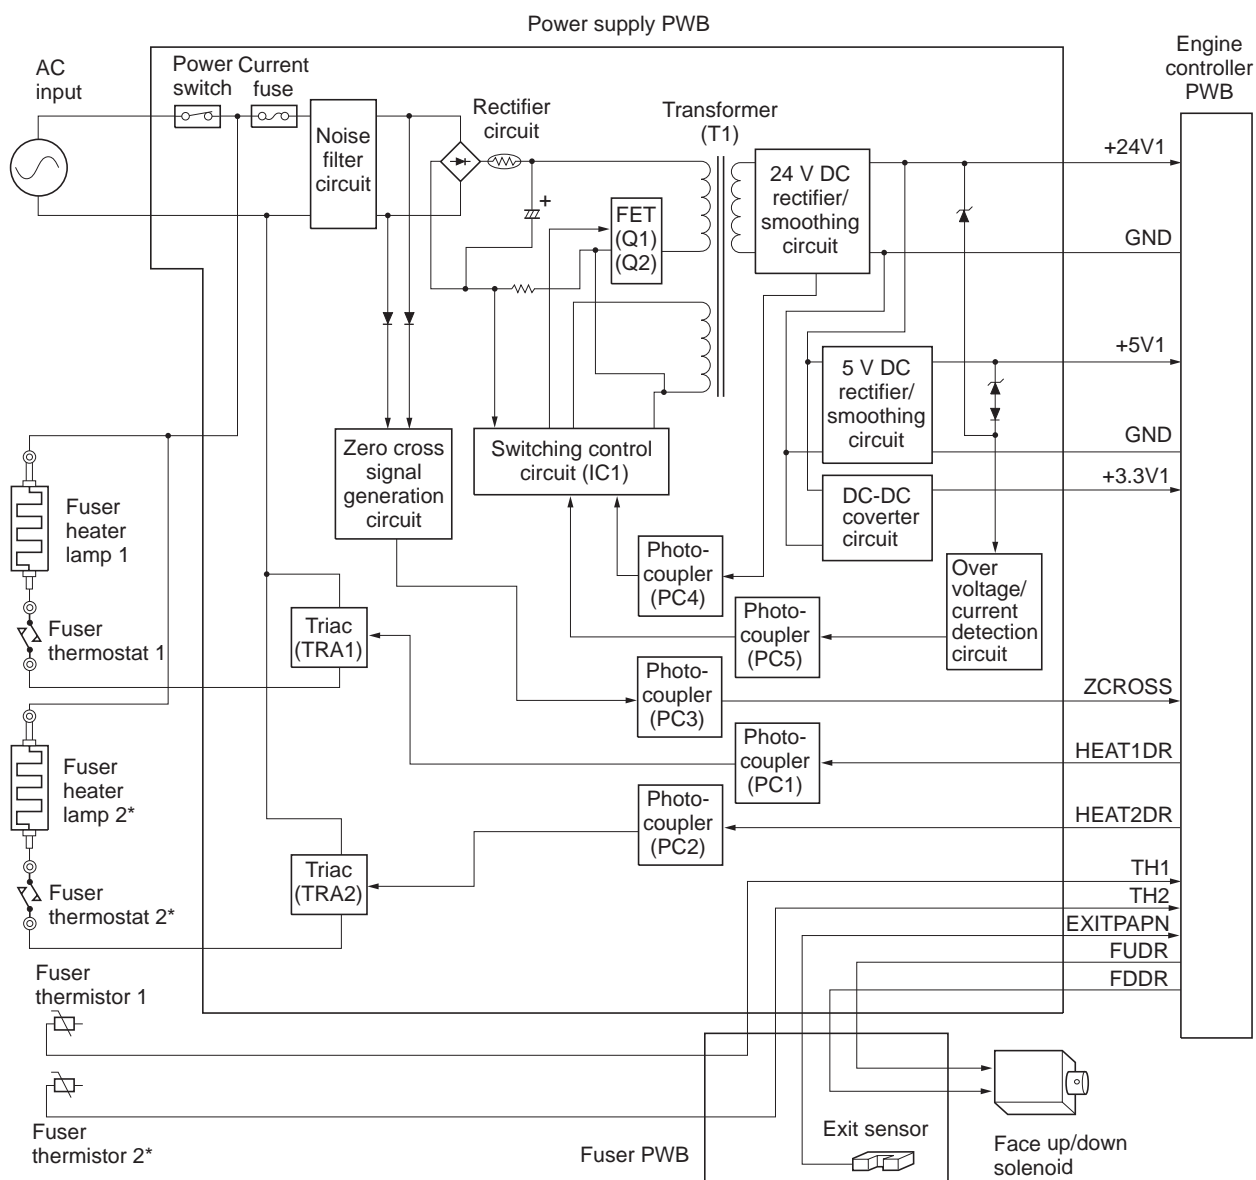 Power supply PWB
Engine
controller
PWB
AC
input
Power
switch
Current
fuse
Noise
filter
circuit
Rectifier
circuit
+
Transformer
(T1)
FET
(Q1)
(Q2)
24 V DC
rectifier/
smoothing
circuit
+24V1
GND
5 V DC
rectifier/
smoothing
circuit
+5V1
GND
+3.3V1
Zero cross
signal
generation
circuit
Switching control
circuit (IC1)
DC-DC
coverter
circuit
Fuser
heater
lamp 1
Photo-
coupler
(PC4)
Over
voltage/
current
detection
circuit
Fuser
thermostat 1
Triac
(TRA1)
Photo-
coupler
(PC5)
Photo-
coupler
(PC3)
ZCROSS
Photo-
coupler
(PC1)
HEAT1DR
Fuser
heater
lamp 2*
Photo-
coupler
(PC2)
HEAT2DR
Triac
(TRA2)
Fuser
thermostat 2*
TH1
TH2
EXITPAPN
FUDR
FDDR
Fuser
thermistor 1
Fuser
thermistor 2*
Fuser PWB
Exit sensor
Face up/down
solenoid